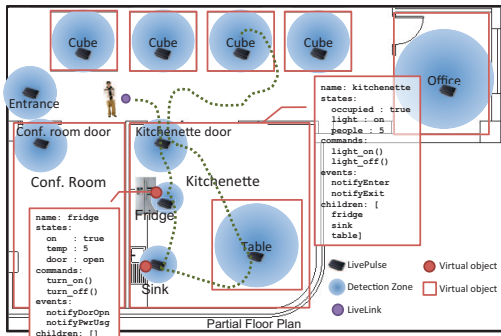 Cube
Cube
Cube
Cube
Office
Entrance
Conf. room door
Kitchenette door
Conf. Room
Kitchenette
Fridge
Table
Sink
name: kitchenette
states:
occupied : true
light : on
people : 5
commands:
light_on()
light_off()
events:
notifyEnter
notifyExit
children: [
fridge
sink
table]
name: fridge
states:
on : true
temp : 5
door : open
commands:
turn_on()
turn_off()
events:
notifyDorOpn
notifyPwrUsg
children: []
Partial Floor Plan
LivePulse
Detection Zone
LiveLink
Virtual object
Virtual object